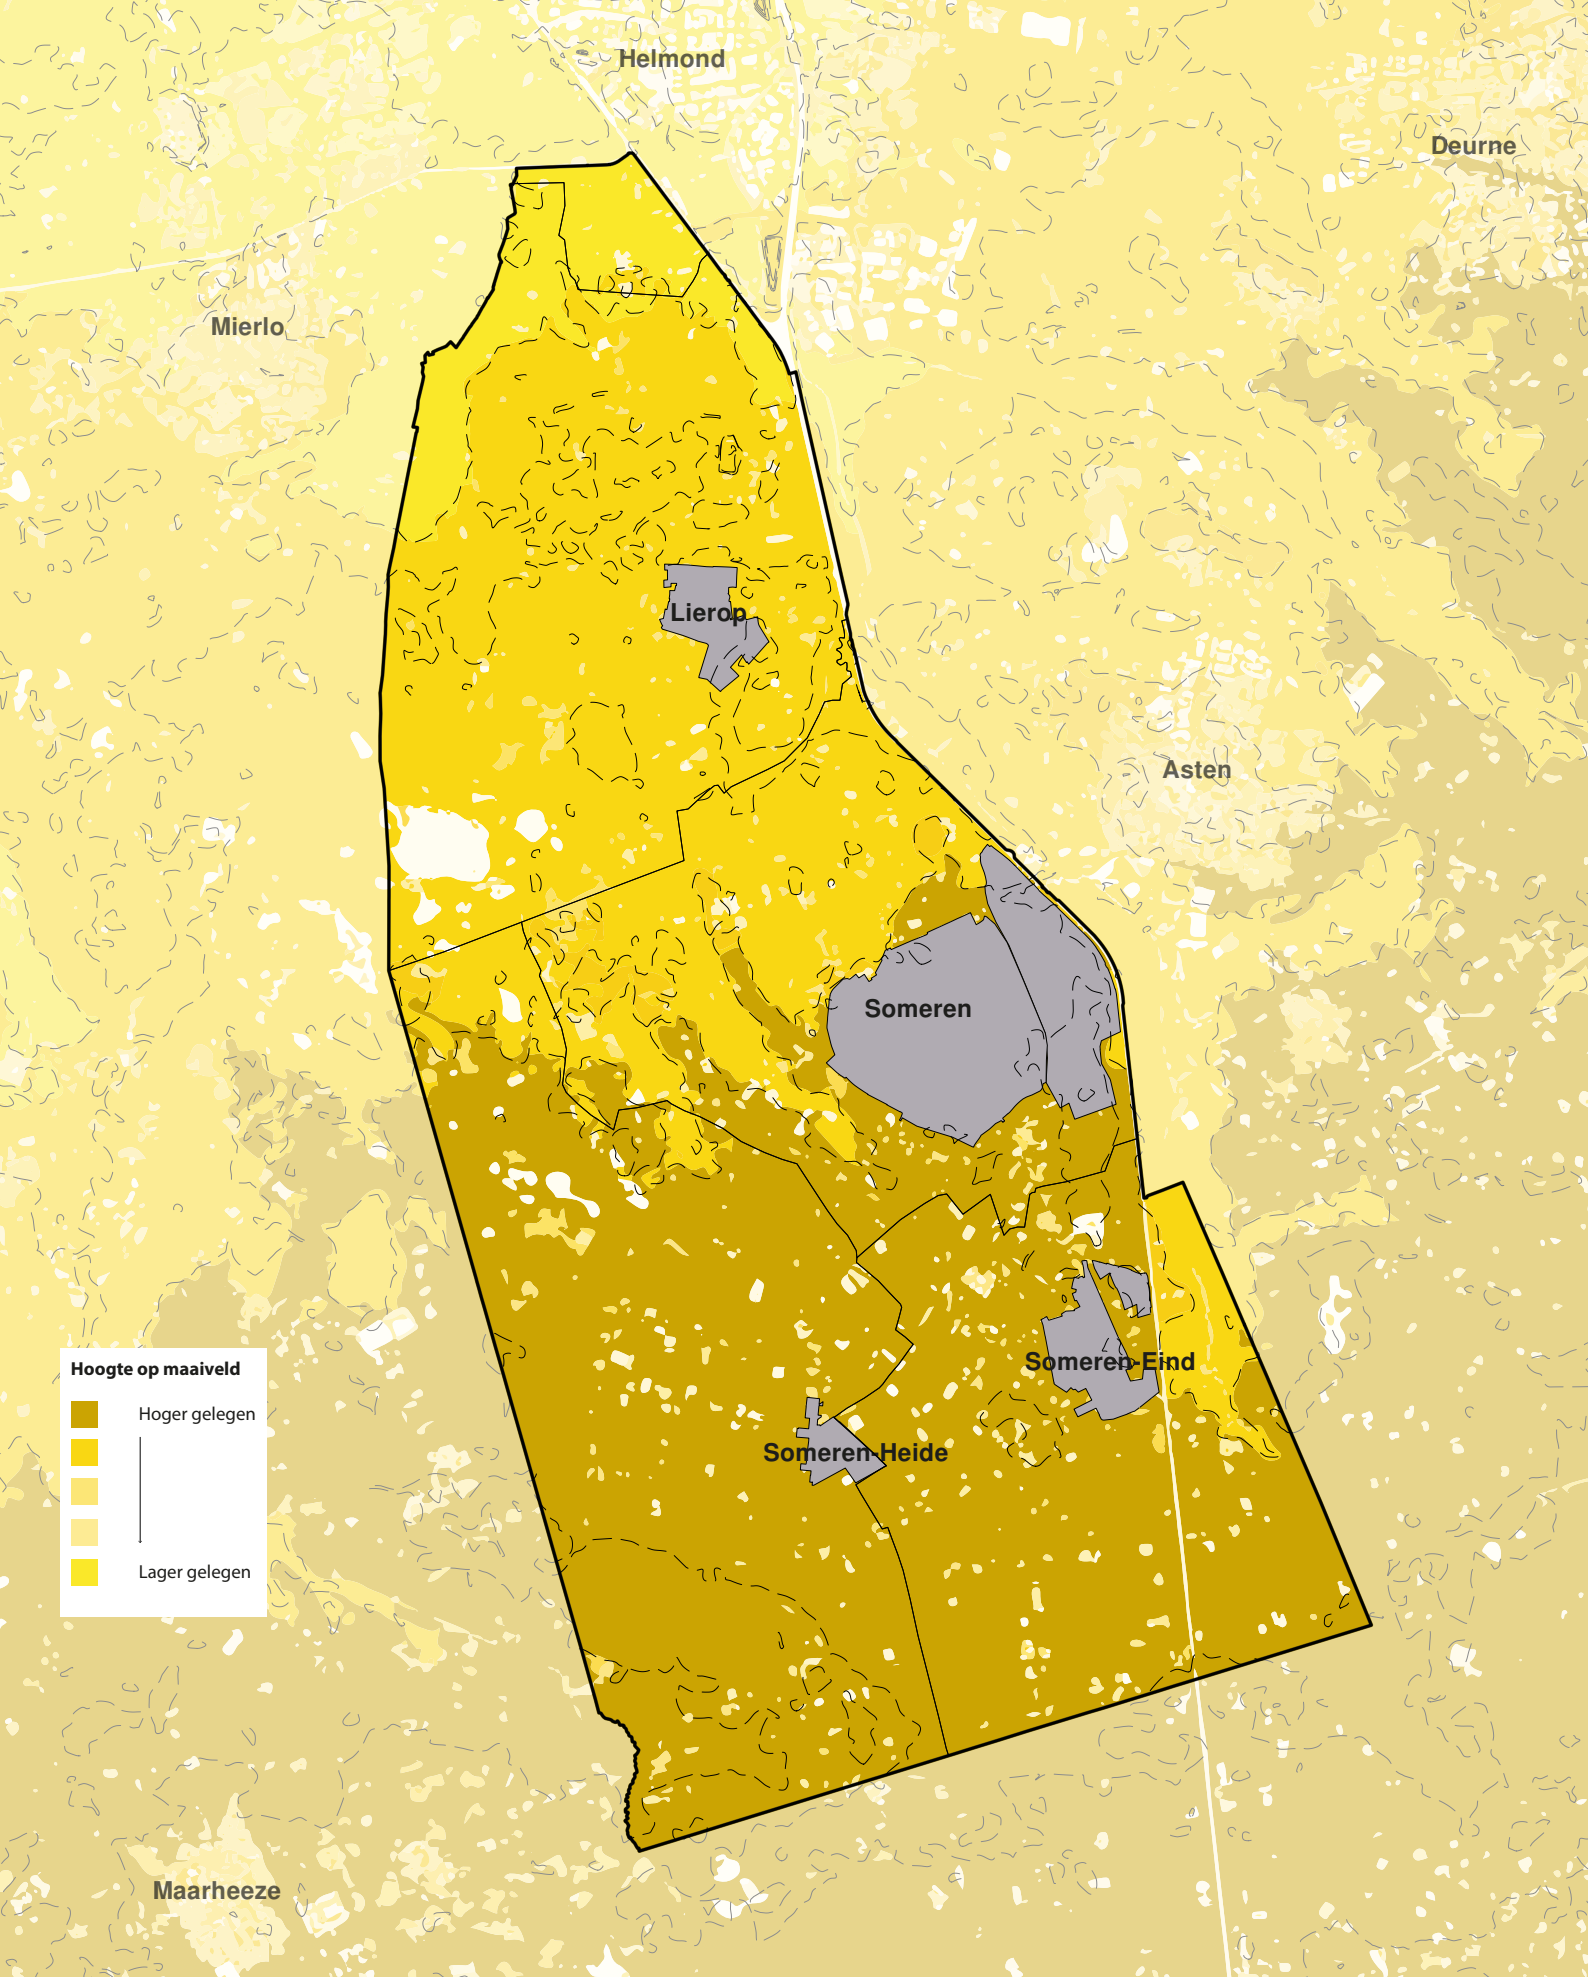 Helmond
Deurne
Mierlo
Lierop
Asten
Someren
Someren-Eind
Hoogte op maaiveld
Hoger gelegen
Someren-Heide
Lager gelegen
Maarheeze